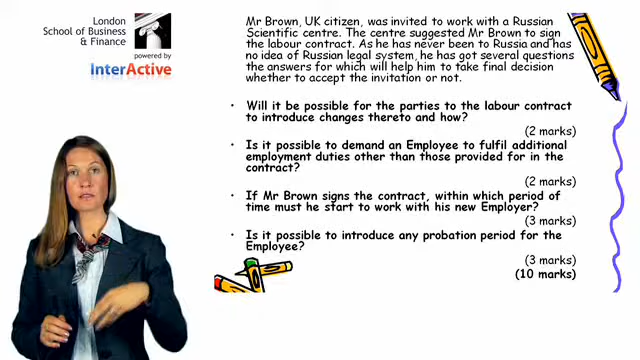 London
School of Business
& Finance
powered by
InterActive
Mr Brown, UK citizen, was invited to work with a Russian
Scientific centre. The centre suggested Mr Brown to sign
the labour contract. As he has never been to Russia and has
no idea of Russian legal system, he has got several questions
the answers for which will help him to take final decision
whether to accept the invitation or not.
• Will it be possible for the parties to the labour contract
to introduce changes thereto and how?
(2 marks)
• Is it possible to demand an Employee to fulfil additional
employment duties other than those provided for in the
contract?
(2 marks)
• If Mr Brown signs the contract, within which period of
time must he start to work with his new Employer?
(3 marks)
• Is it possible to introduce any probation period for the
Employee?
(3 marks)
(10 marks)